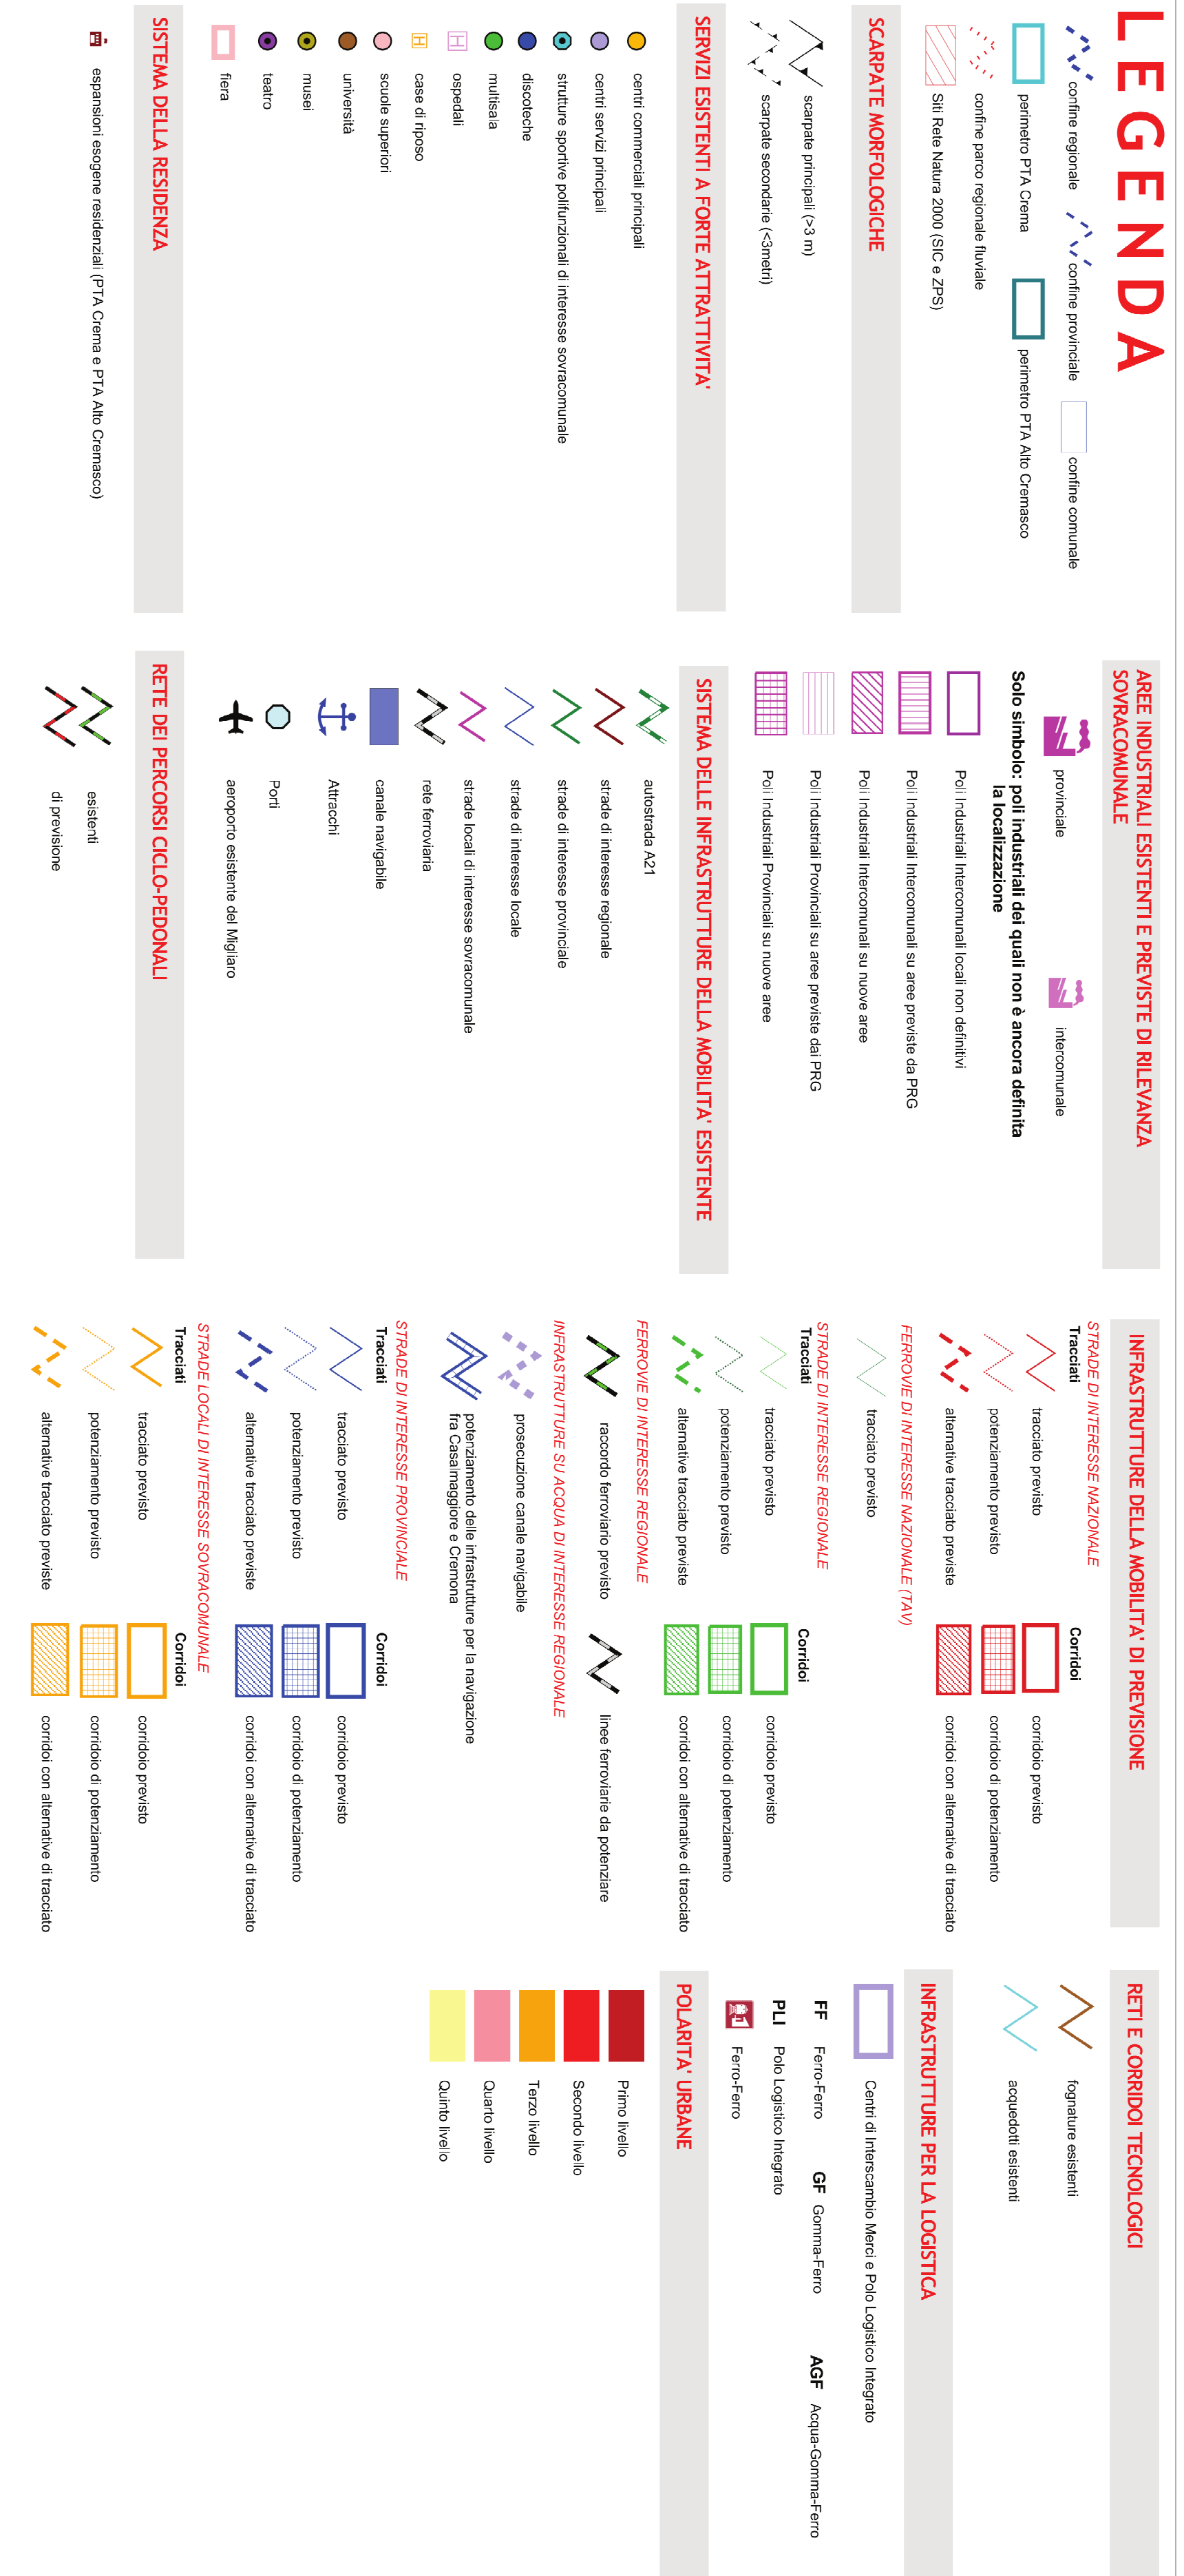 LEGENDA
confine regionale
confine provinciale
confine comunale
perimetro PTA Crema
perimetro PTA Alto Cremasco
confine parco regionale fluviale
Siti Rete Natura 2000 (SIC e ZPS)
SCARPATE MORFOLOGICHE
scarpate principali (>3 m)
scarpate secondarie (<3metri)
SERVIZI ESISTENTI A FORTE ATTRATTIVITA'
centri commerciali principali
centri servizi principali
strutture sportive polifunzionali di interesse sovracomunale
discoteche
multisala
H ospedali
H case di riposo
scuole superiori
università
musei
teatro
fiera
SISTEMA DELLA RESIDENZA
espansioni esogene residenziali (PTA Crema e PTA Alto Cremasco)
AREE INDUSTRIALI ESISTENTI E PREVISTE DI RILEVANZA
SOVRACOMUNALE
provinciale
intercomunale
Solo simbolo: poli industriali dei quali non è ancora definita
la localizzazione
Poli Industriali Intercomunali locali non definitivi
Poli Industriali Intercomunali su aree previste da PRG
Poli Industriali Intercomunali su nuove aree
Poli Industriali Provinciali su aree previste dai PRG
Poli Industriali Provinciali su nuove aree
SISTEMA DELLE INFRASTRUTTURE DELLA MOBILITA' ESISTENTE
autostrada A21
strade di interesse regionale
strade di interesse provinciale
strade di interesse locale
strade locali di interesse sovracomunale
rete ferroviaria
canale navigabile
Attracchi
Porti
aeroporto esistente del Migliaro
RETE DEI PERCORSI CICLO-PEDONALI
esistenti
di previsione
INFRASTRUTTURE DELLA MOBILITA' DI PREVISIONE
STRADE DI INTERESSE NAZIONALE
Tracciati
Corridoi
tracciato previsto
corridoio previsto
potenziamento previsto
corridoio di potenziamento
alternative tracciato previste
corridoi con alternative di tracciato
FERROVIE DI INTERESSE NAZIONALE (TAV)
tracciato previsto
STRADE DI INTERESSE REGIONALE
Tracciati
Corridoi
tracciato previsto
corridoio previsto
potenziamento previsto
corridoio di potenziamento
alternative tracciato previste
corridoi con alternative di tracciato
FERROVIE DI INTERESSE REGIONALE
raccordo ferroviario previsto
linee ferroviarie da potenziare
INFRASTRUTTURE SU ACQUA DI INTERESSE REGIONALE
prosecuzione canale navigabile
potenziamento delle infrastrutture per la navigazione
fra Casalmaggiore e Cremona
STRADE DI INTERESSE PROVINCIALE
Tracciati
Corridoi
tracciato previsto
corridoio previsto
potenziamento previsto
corridoio di potenziamento
alternative tracciato previste
corridoi con alternative di tracciato
STRADE LOCALI DI INTERESSE SOVRACOMUNALE
Tracciati
Corridoi
tracciato previsto
corridoio previsto
potenziamento previsto
corridoio di potenziamento
alternative tracciato previste
corridoi con alternative di tracciato
RETI E CORRIDOI TECNOLOGICI
fognature esistenti
acquedotti esistenti
INFRASTRUTTURE PER LA LOGISTICA
Centri di Interscambio Merci e Polo Logistico Integrato
FF Ferro-Ferro
GF Gomma-Ferro
AGF Acqua-Gomma-Ferro
PLI Polo Logistico Integrato
Ferro-Ferro
POLARITA' URBANE
Primo livello
Secondo livello
Terzo livello
Quarto livello
Quinto livello